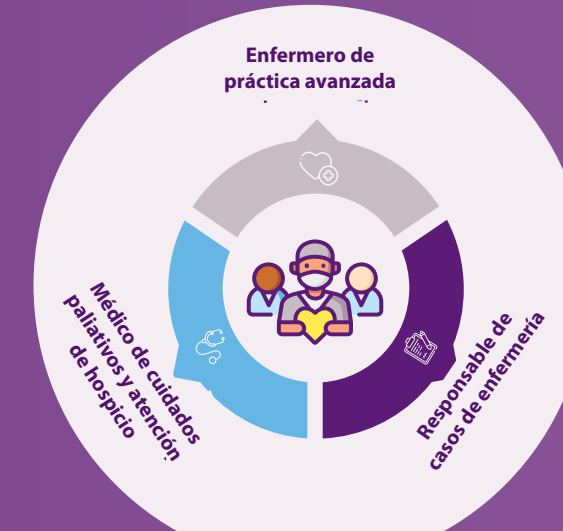 Enfermero de
práctica avanzada
Médico de cuidados
paliativos y atención
de hospicio
Responsable de
casos de enfermería